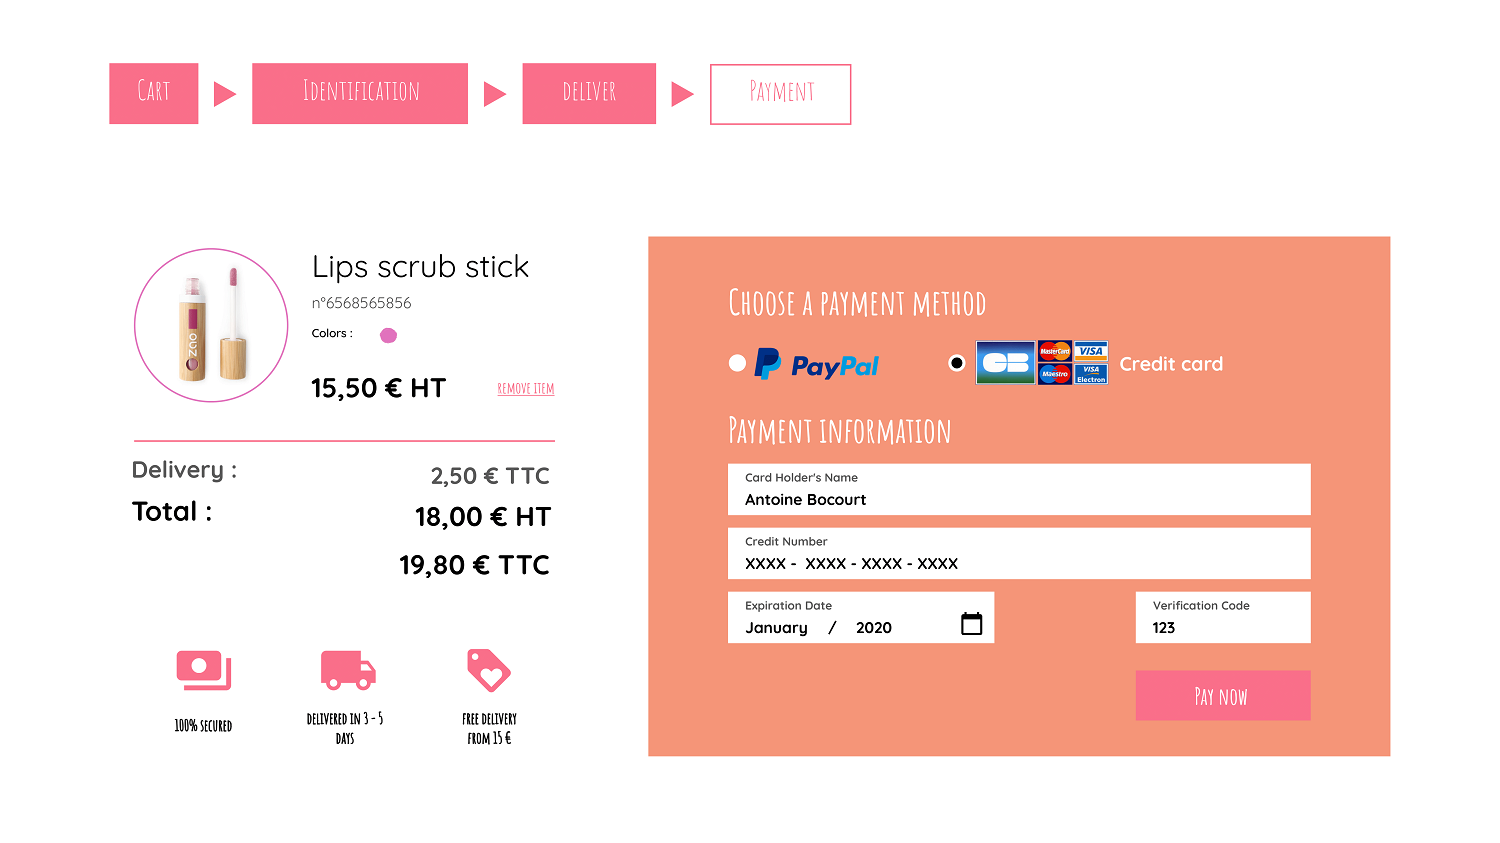 Cart
Identification
deliver
Payment
Lips scrub stick
n°6568565856
Colors :
zao
15,50 € HT
remove item
Delivery :
2,50 € TTC
Total :
18,00 € HT
19,80 € TTC
100% secured
delivered in 3 - 5
days
free delivery
from 15 €
Choose a payment method
PayPal
CB
MasterCard
VISA
Maestro
VISA
Electron
Credit card
Payment information
Card Holder's Name
Antoine Bocourt
Credit Number
XXXX - XXXX - XXXX - XXXX
Expiration Date
January / 2020
Verification Code
123
Pay now